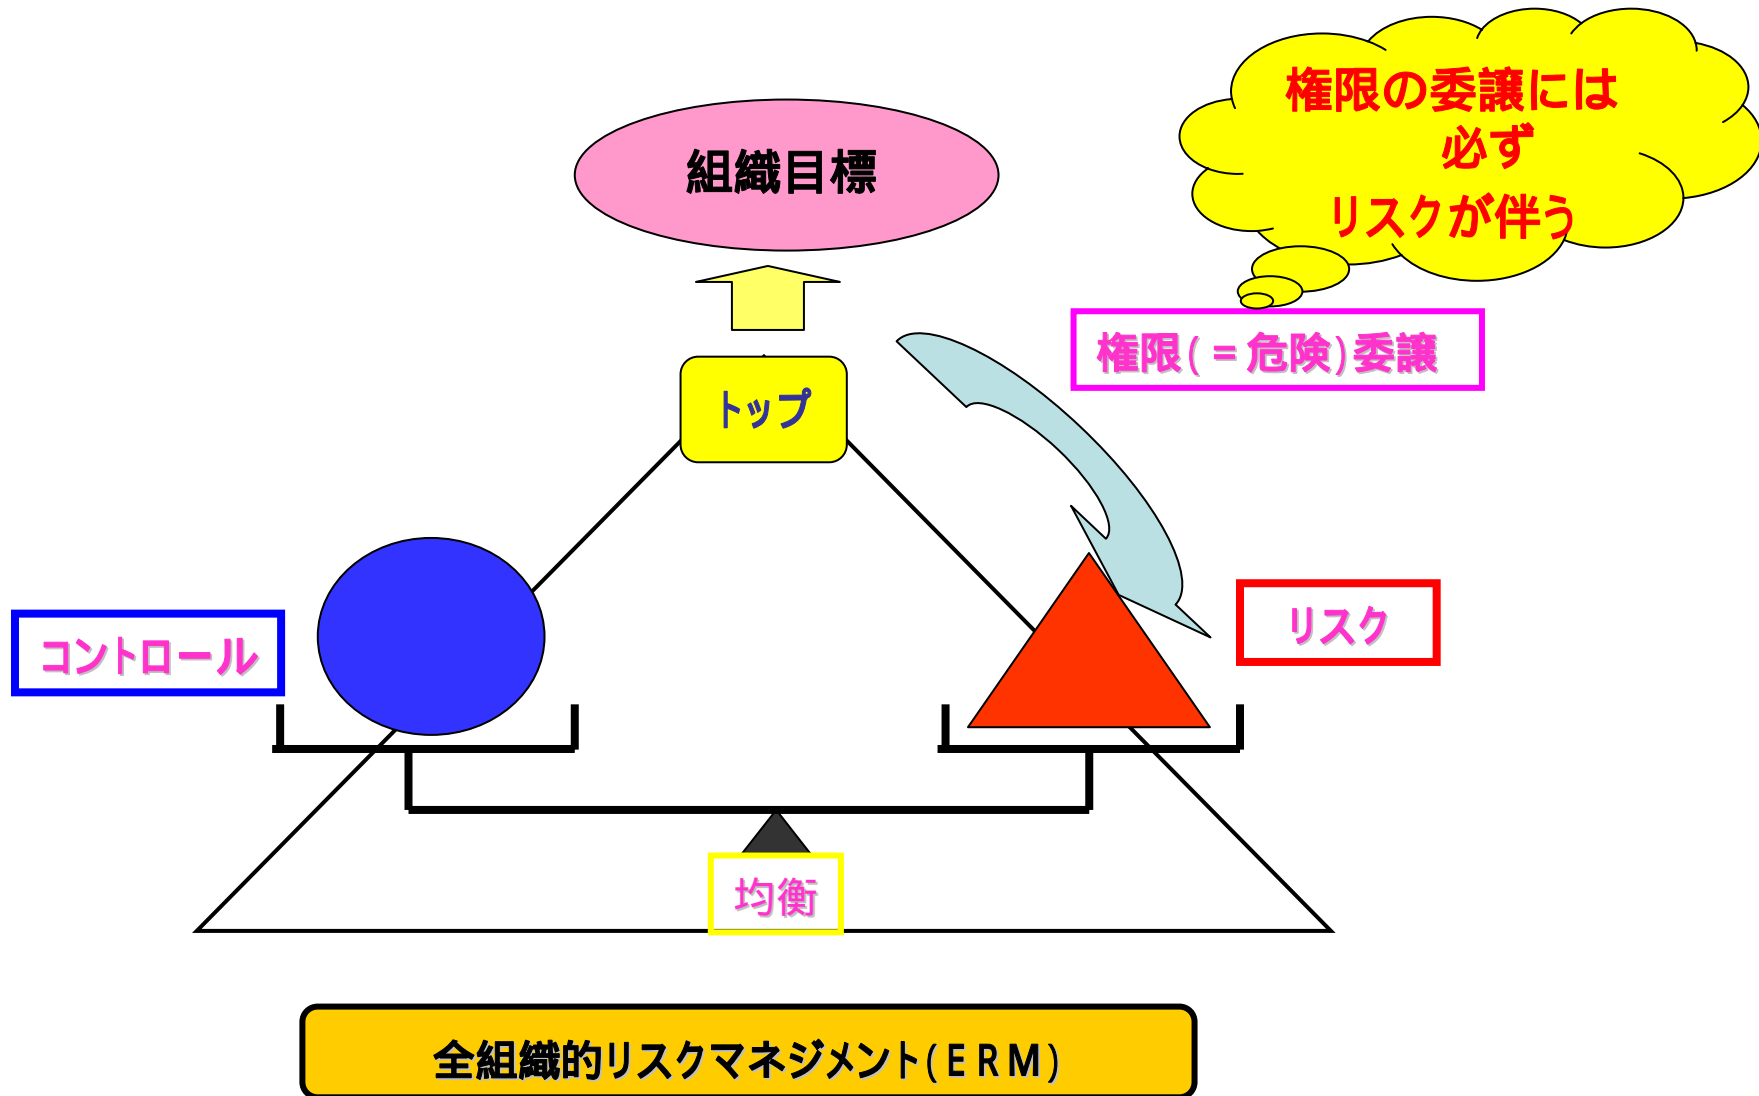 権限の委譲には
必ず
リスクが伴う
組織目標
権限(=危険)委譲
トップ
コントロール
リスク
均衡
全組織的リスクマネジメント(ERM)